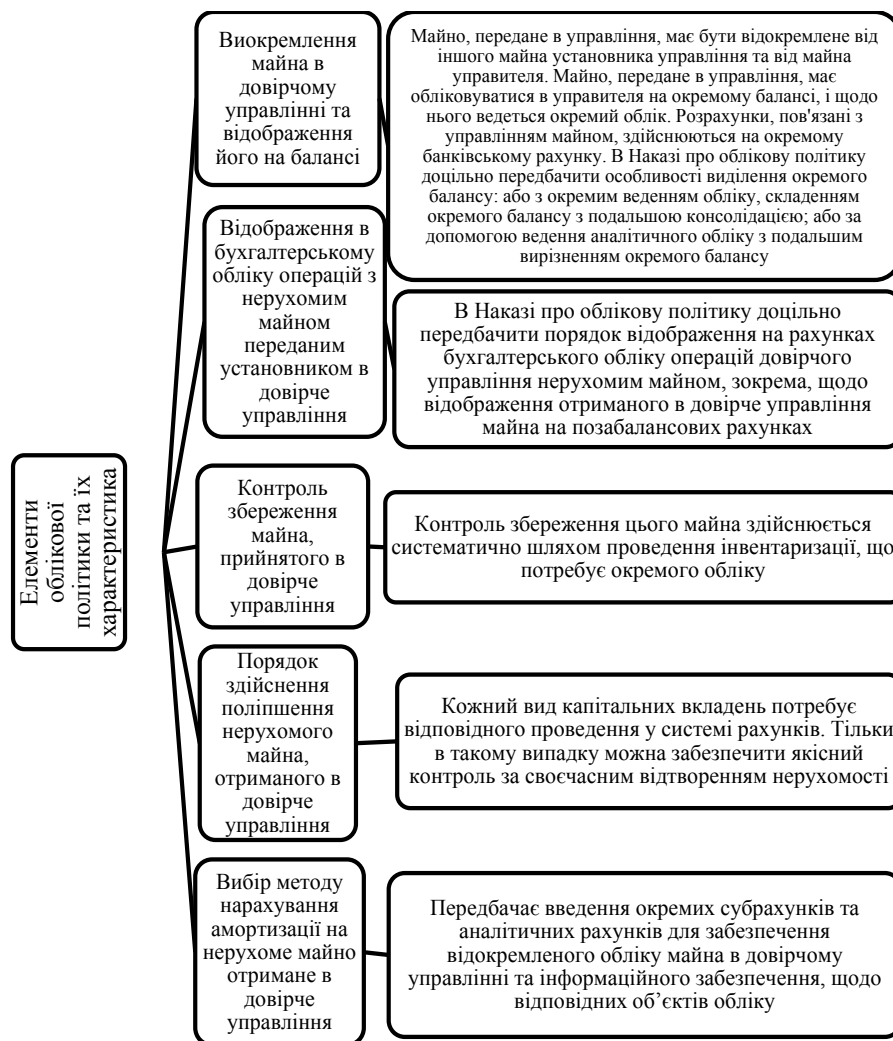 Елементи
облікової
політики та їх
характеристика
Виокремлення
майна в
довірчому
управлінні та
відображення
його на балансі
Майно, передане в управління, має бути відокремлене від
іншого майна установника управління та від майна
управителя. Майно, передане в управління, має
обліковуватися в управителя на окремому балансі, і щодо
нього ведеться окремий облік. Розрахунки, пов'язані з
управлінням майном, здійснюються на окремому
банківському рахунку. В Наказі про облікову політику
доцільно передбачити особливості виділення окремого
балансу: або з окремим веденням обліку, складенням
окремого балансу з подальшою консолідацією; або за
допомогою ведення аналітичного обліку з подальшим
вирізненням окремого балансу
Відображення в
бухгалтерському
обліку операцій з
нерухомим
майном
переданим
установником в
довірче
управління
В Наказі про облікову політику доцільно
передбачити порядок відображення на рахунках
бухгалтерського обліку операцій довірчого
управління нерухомим майном, зокрема, щодо
відображення отриманого в довірче управління
майна на позабалансових рахунках
Контроль
збереження
майна,
прийнятого в
довірче
управління
Контроль збереження цього майна здійснюється
систематично шляхом проведення інвентаризації, що
потребує окремого обліку
Порядок
здійснення
поліпшення
нерухомого
майна,
отриманого в
довірче
управління
Кожний вид капітальних вкладень потребує
відповідного проведення у системі рахунків. Тільки
в такому випадку можна забезпечити якісний
контроль за своєчасним відтворенням нерухомості
Вибір методу
нарахування
амортизації на
нерухоме майно
отримане в
довірче
управління
Передбачає введення окремих субрахунків та
аналітичних рахунків для забезпечення
відокремленого обліку майна в довірчому
управлінні та інформаційного забезпечення, щодо
відповідних об’єктів обліку